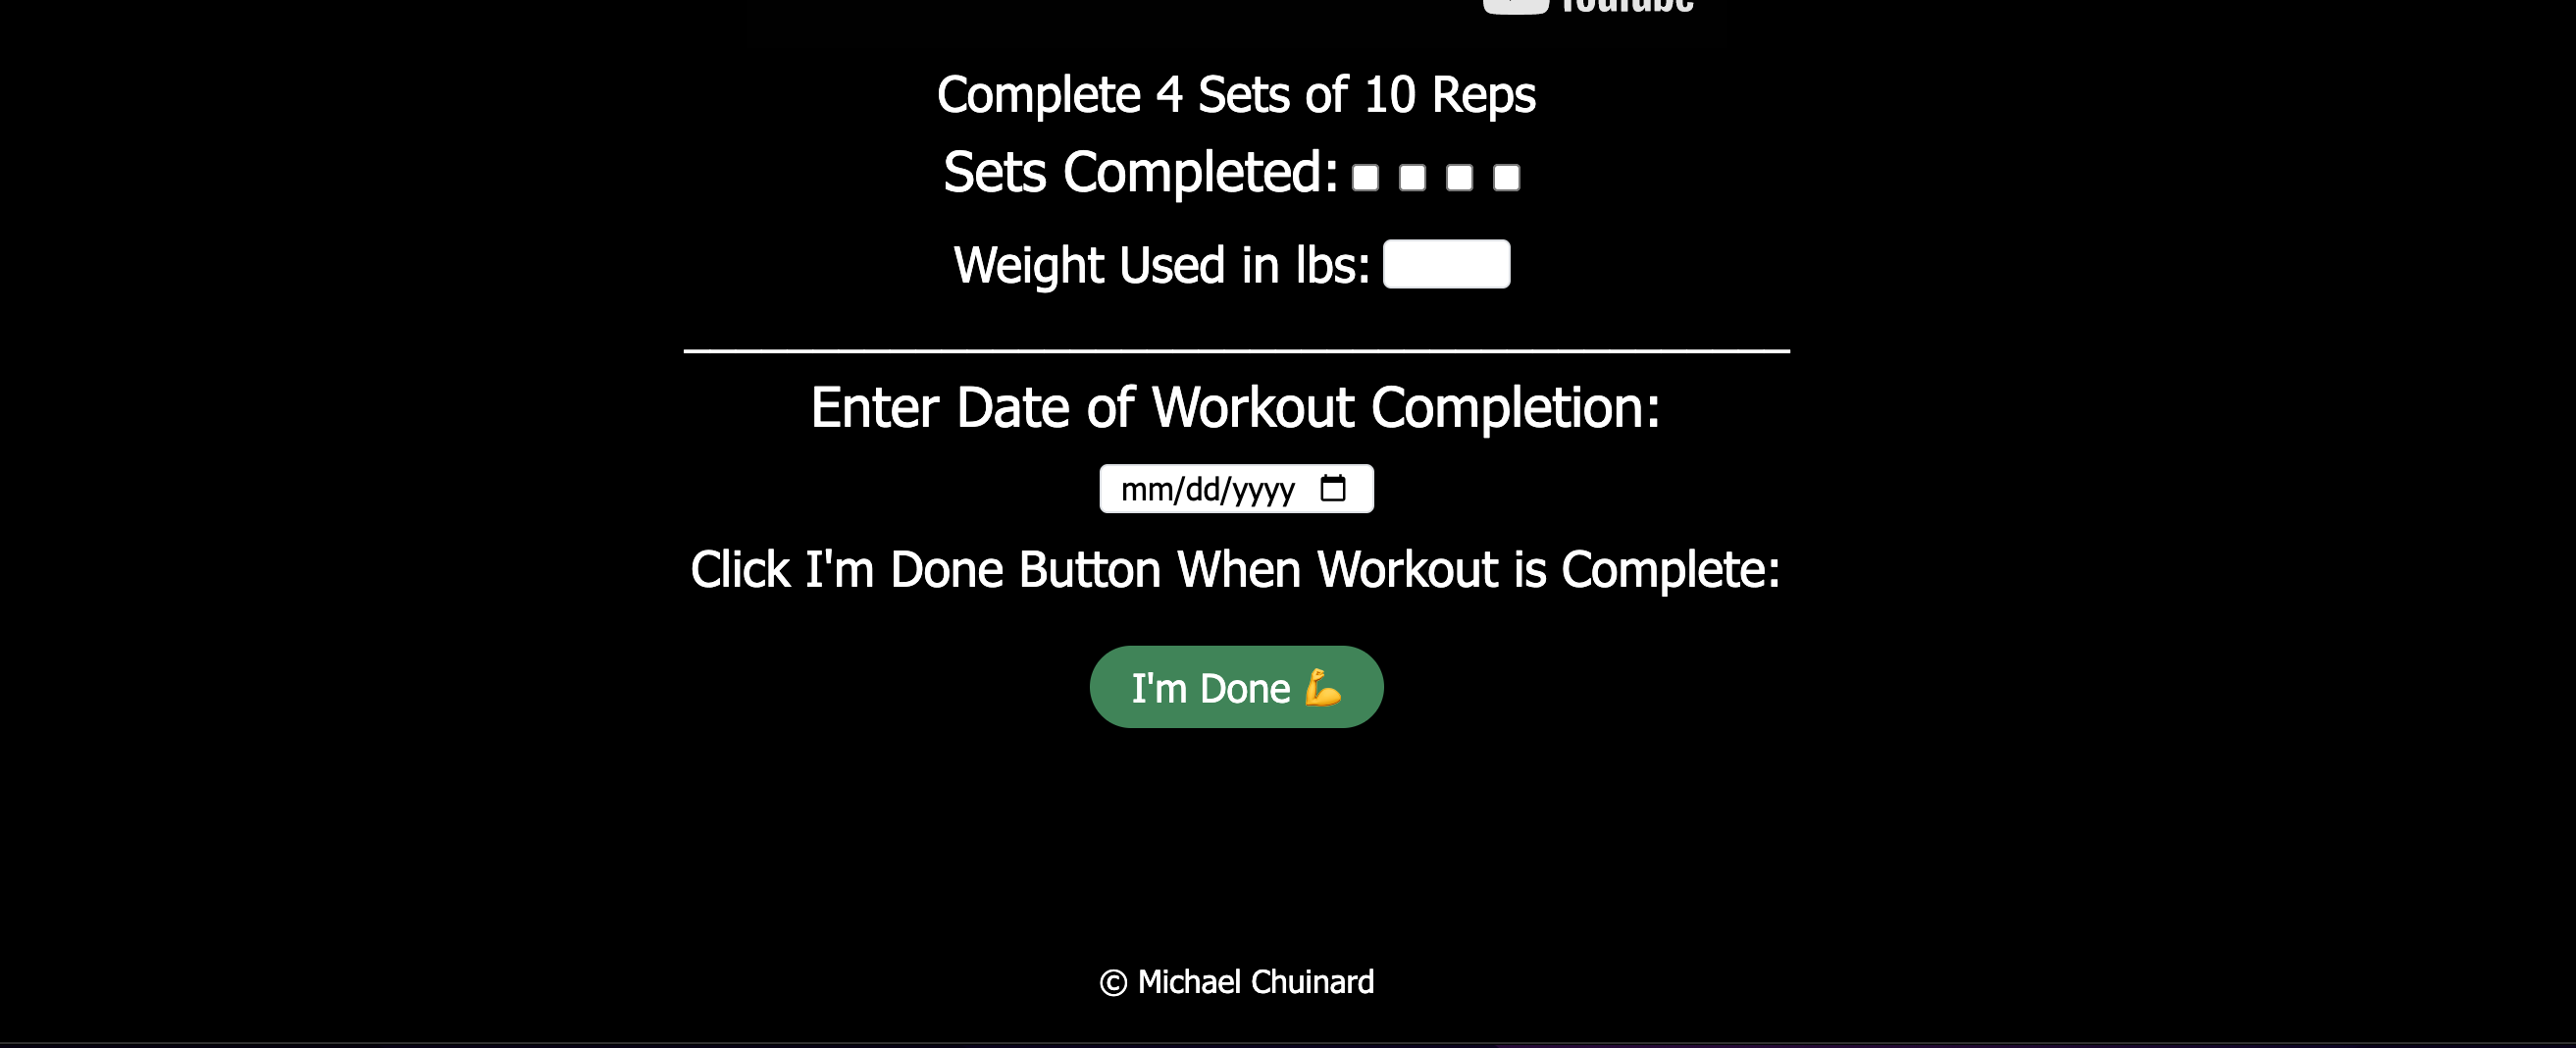 YouTube
Complete 4 Sets of 10 Reps
Sets Completed:
Weight Used in lbs:
Enter Date of Workout Completion:
mm/dd/yyyy
Click I'm Done Button When Workout is Complete:
I'm Done 💪
© Michael Chuinard